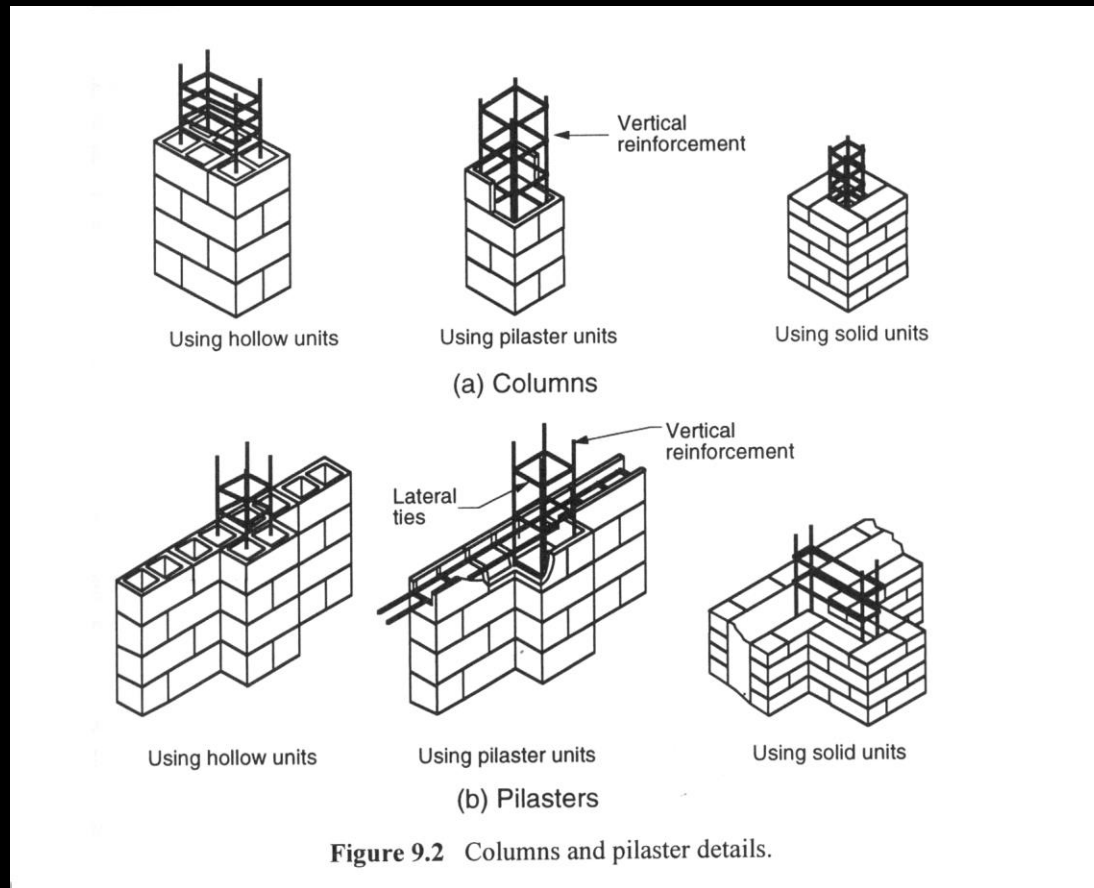 Vertical
reinforcement
Using hollow units
Using pilaster units
Using solid units
(a) Columns
Vertical
reinforcement
Lateral
ties
Using hollow units
Using pilaster units
Using solid units
(b) Pilasters
Figure 9.2 Columns and pilaster details.